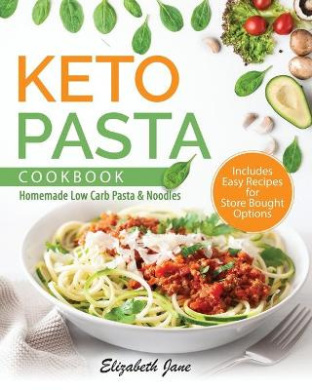 KETO
PASTA
COOKBOOK
Homemade Low Carb Pasta & Noodles
Includes
Easy Recipes
for
Store Bought
Options
Elizabeth Jane